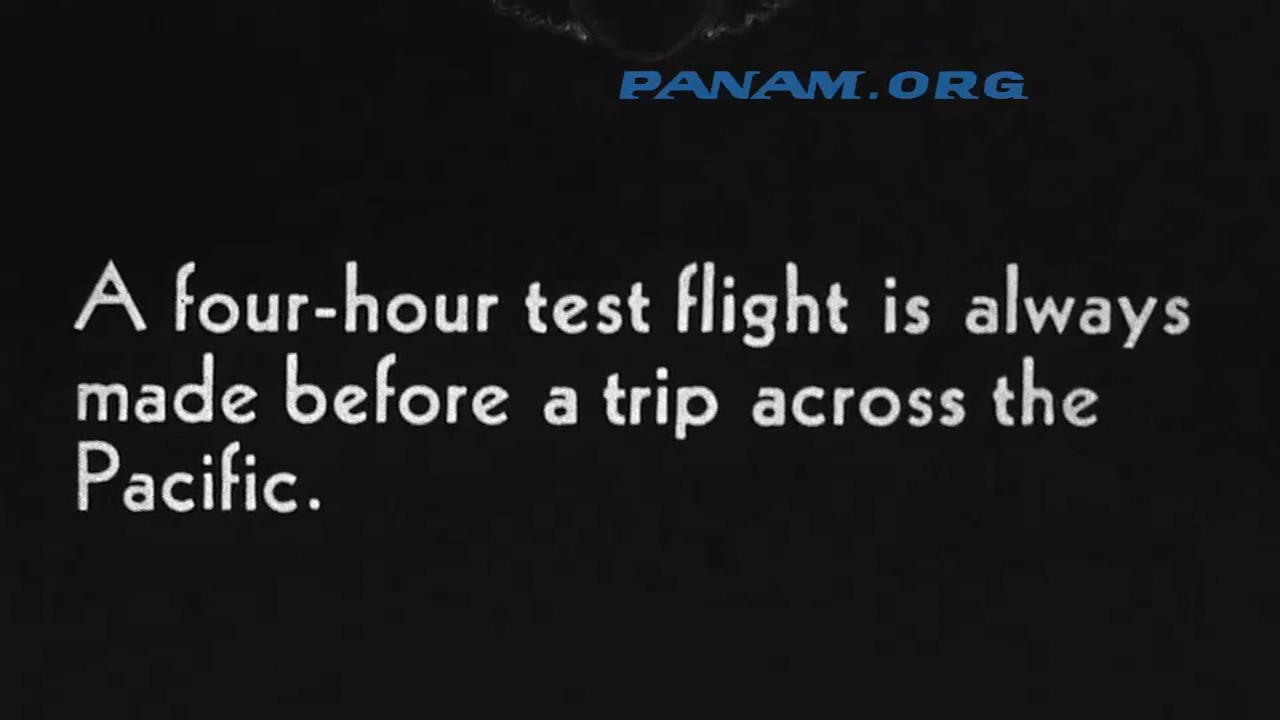 PANAM.ORG
A four-hour test flight is always
made before a trip across the
Pacific.